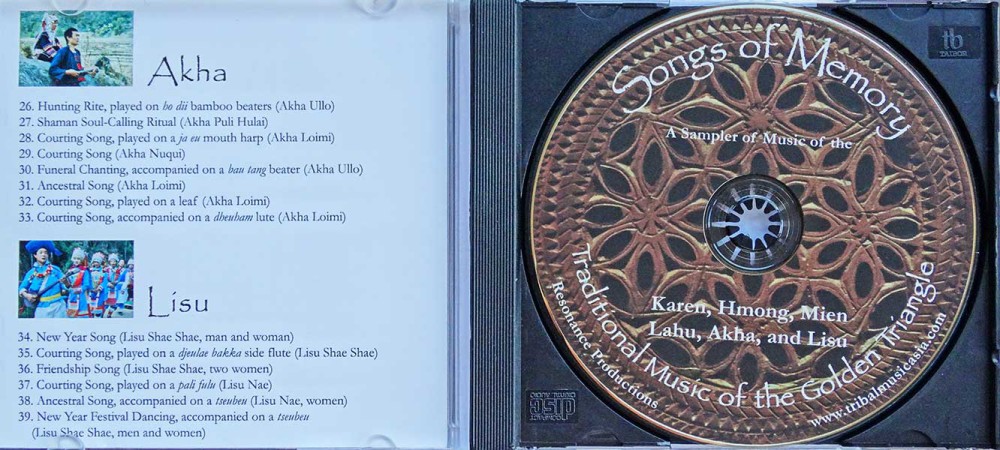 Akha
26. Hunting Rite, played on ho dii bamboo beaters (Akha Ullo)
27. Shaman Soul-Calling Ritual (Akha Puli Hulai)
28. Courting Song, played on a ja eu mouth harp (Akha Loimi)
29. Courting Song (Akha Nuqui)
30. Funeral Chanting, accompanied on a bau tang beater (Akha Ullo)
31. Ancestral Song (Akha Loimi)
32. Courting Song, played on a leaf (Akha Loimi)
33. Courting Song, accompanied on a dheuham lute (Akha Loimi)
Lisu
34. New Year Song (Lisu Shae Shae, man and woman)
35. Courting Song, played on a djeulae bakka side flute (Lisu Shae Shae)
36. Friendship Song (Lisu Shae Shae, two women)
37. Courting Song, played on a pali fulu (Lisu Nae)
38. Ancestral Song, accompanied on a tseubeu (Lisu Nae, women)
39. New Year Festival Dancing, accompanied on a tseubeu
(Lisu Shae Shae, men and women)
Songs of Memory
A Sampler of Music of the
Karen, Hmong, Mien
Lahu, Akha, and Lisu
Traditional Music of the Golden Triangle
Resonance Productions
www.tribalmusicasia.com
tb